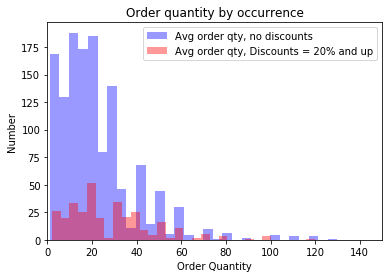 Order quantity by occurrence
Avg order qty, no discounts
Avg order qty, Discounts = 20% and up
Number
175
150
125
100
75
50
25
0
0 20 40 60 80 100 120 140
Order Quantity